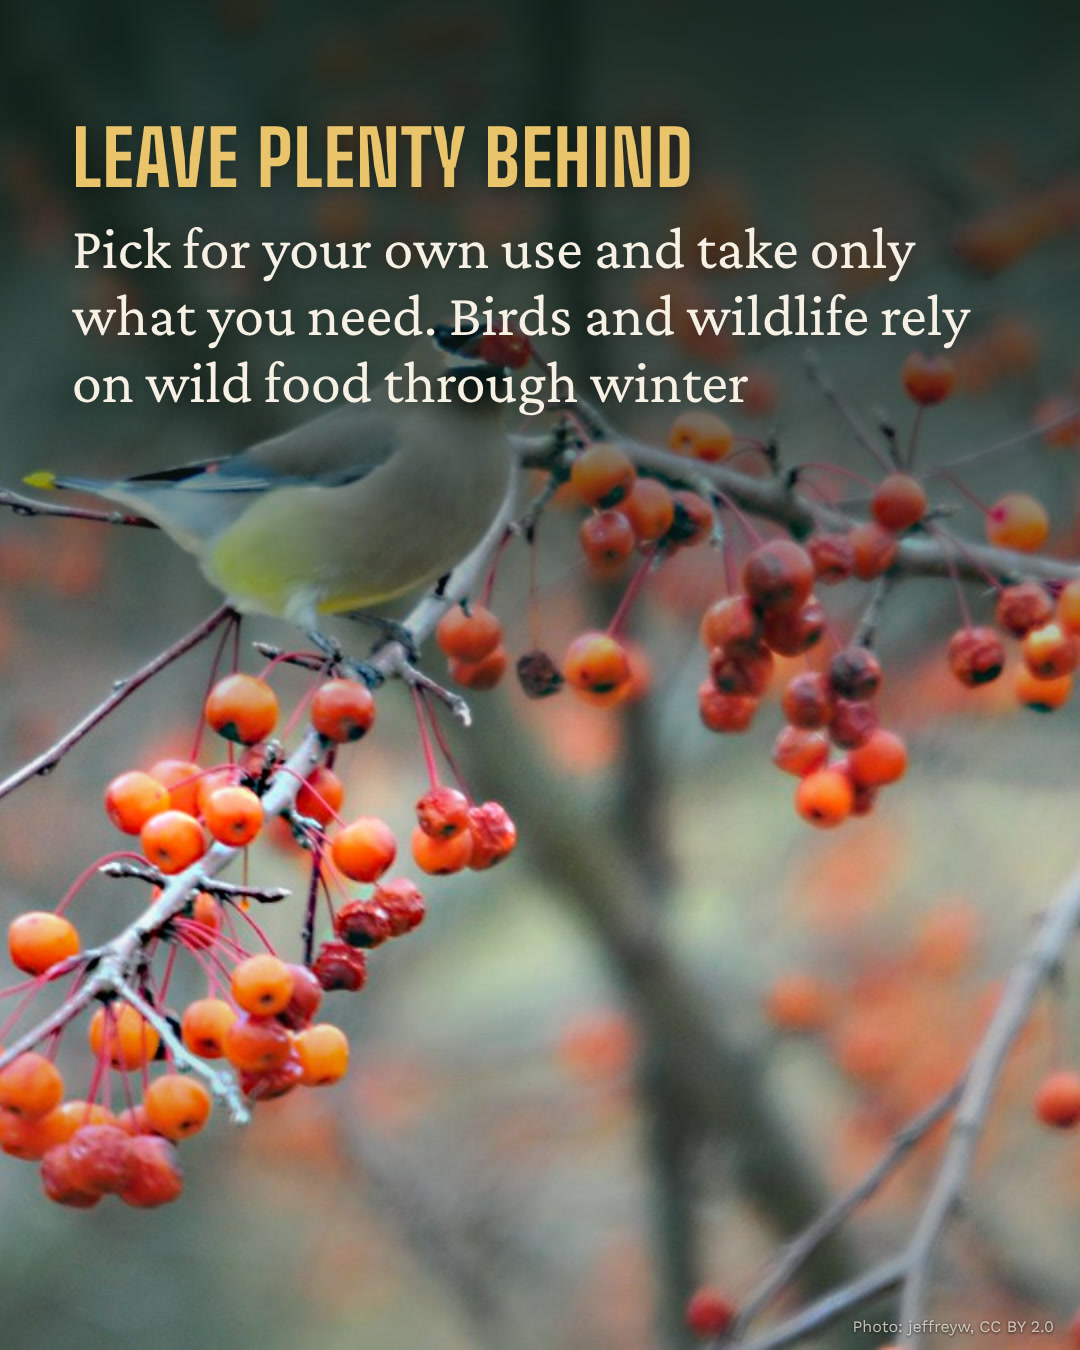 LEAVE PLENTY BEHIND
Pick for your own use and take only
what you need. Birds and wildlife rely
on wild food through winter
Photo: jeffreyw, CC BY 2.0